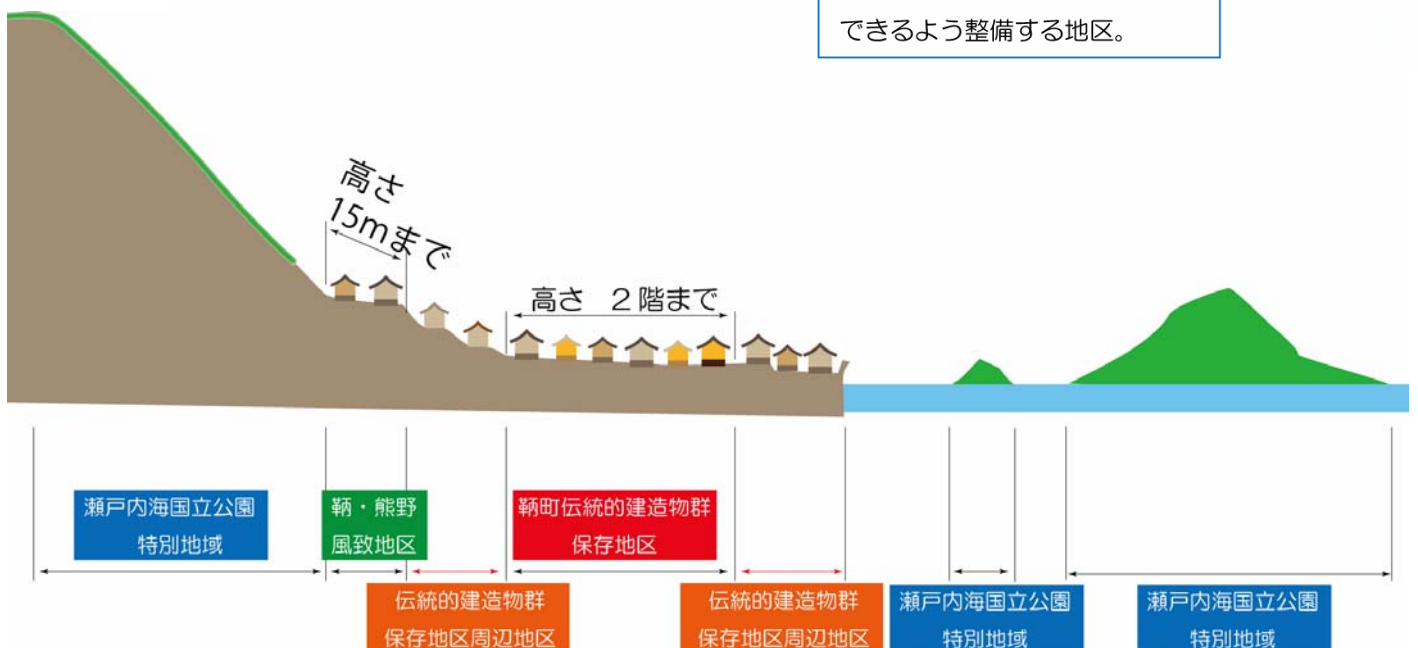 できるよう整備する地区。
高さ
15mまで
高さ　2階まで
瀬戸内海国立公園
特別地域
鞆・熊野
風致地区
鞆町伝統的建造物群
保存地区
伝統的建造物群
保存地区周辺地区
伝統的建造物群
保存地区周辺地区
瀬戸内海国立公園
特別地域
瀬戸内海国立公園
特別地域